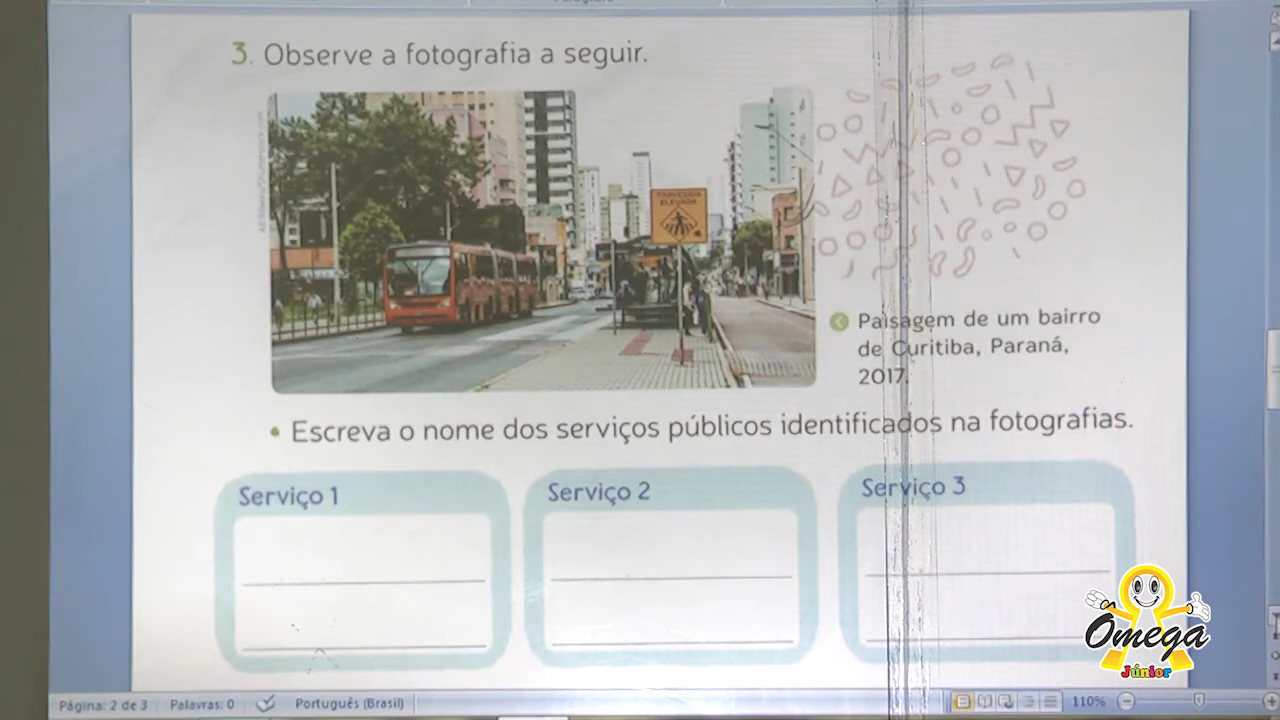 3. Observe a fotografia a seguir.
TRAVESSIA
ELEVADA
Paisagem de um bairro
de Curitiba, Paraná,
2017.
• Escreva o nome dos serviços públicos identificados na fotografias.
Serviço 1
Serviço 2
Serviço 3
Ômega
Júnior
Página: 2 de 3
Palavras: 0
Português (Brasil)
110%